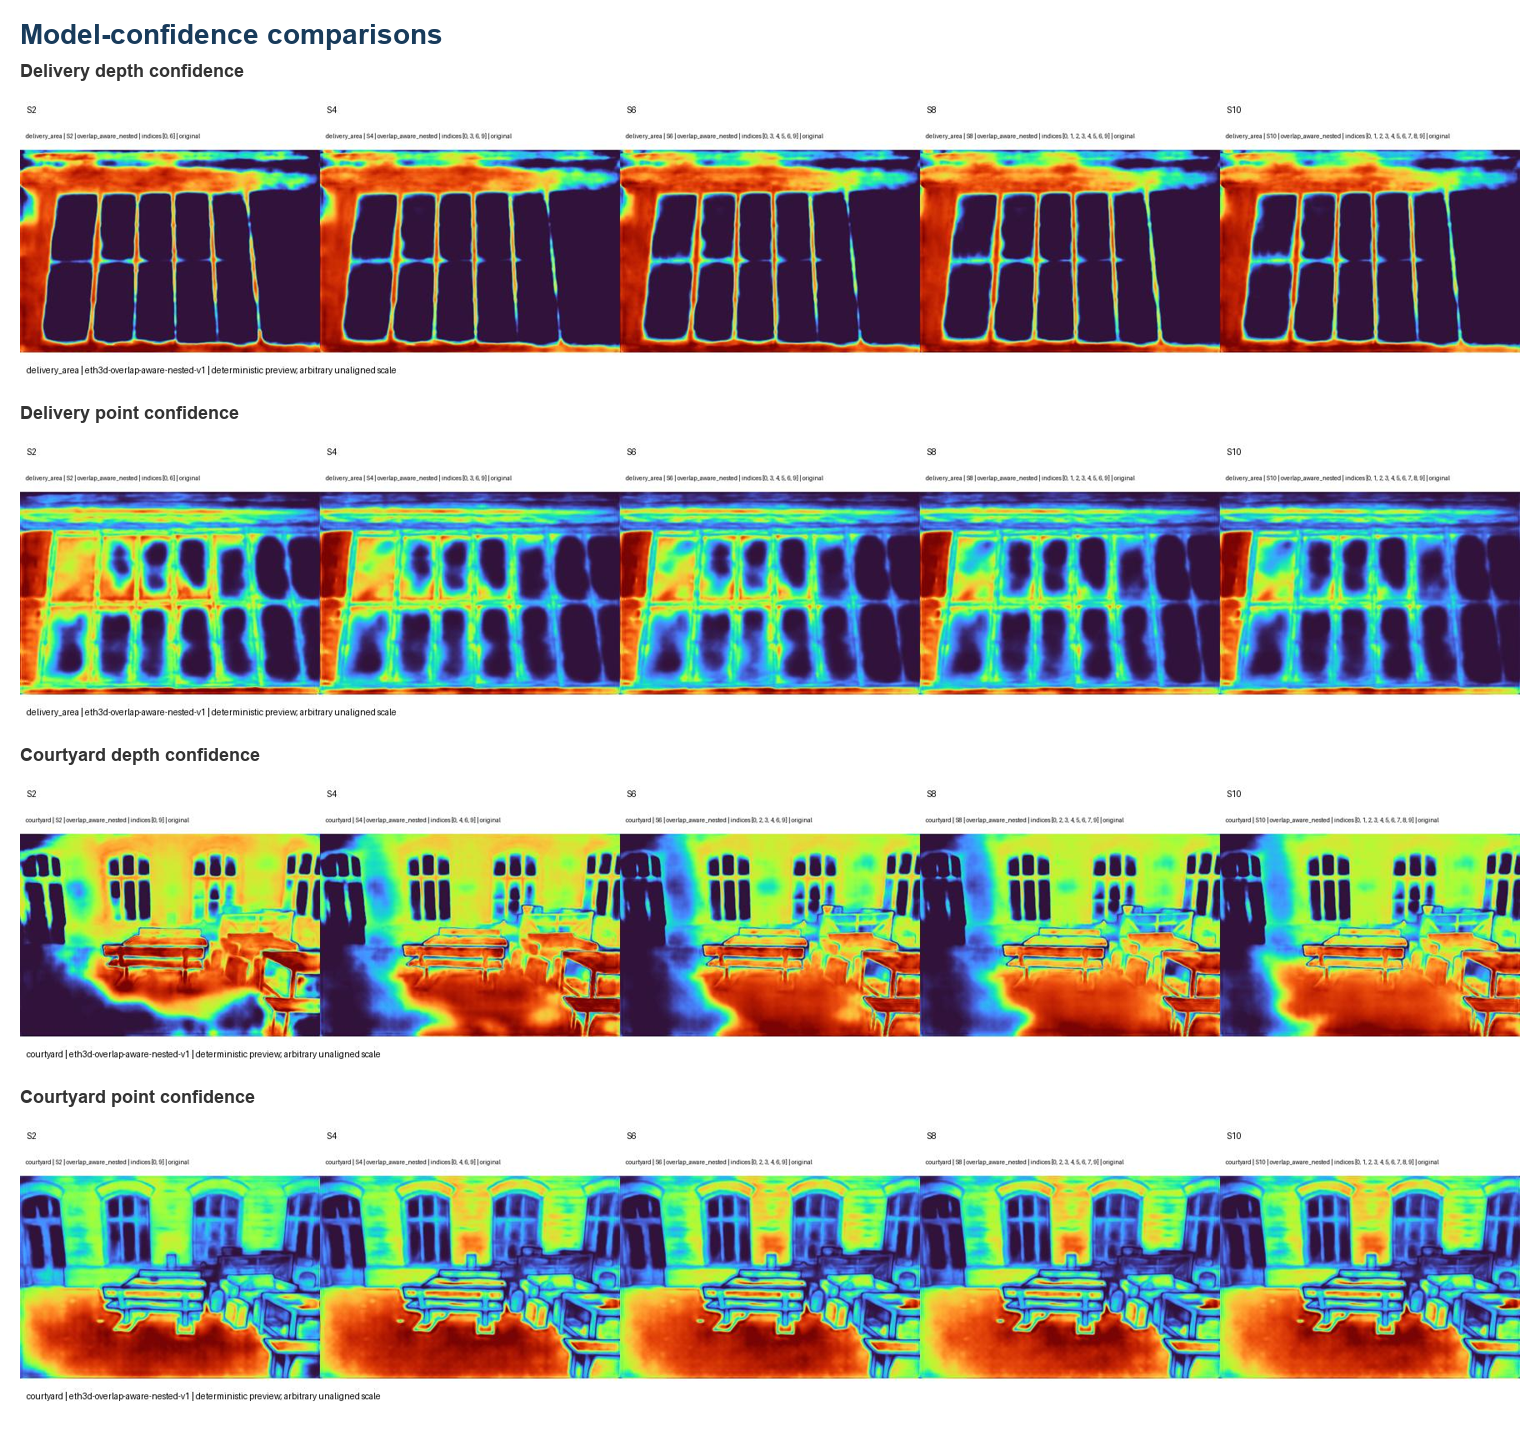 Model-confidence comparisons
Delivery depth confidence
S2 S4 S6 S8 S10
delivery_area | S2 | overlap_aware_nested | indices [0, 6] | original delivery_area | S4 | overlap_aware_nested | indices [0, 3, 6, 9] | original delivery_area | S6 | overlap_aware_nested | indices [0, 3, 4, 5, 6, 9] | original delivery_area | S8 | overlap_aware_nested | indices [0, 1, 2, 3, 4, 5, 6, 9] | original delivery_area | S10 | overlap_aware_nested | indices [0, 1, 2, 3, 4, 5, 6, 7, 8, 9] | original
delivery_area | eth3d-overlap-aware-nested-v1 | deterministic preview; arbitrary unaligned scale
Delivery point confidence
S2 S4 S6 S8 S10
delivery_area | S2 | overlap_aware_nested | indices [0, 6] | original delivery_area | S4 | overlap_aware_nested | indices [0, 3, 6, 9] | original delivery_area | S6 | overlap_aware_nested | indices [0, 3, 4, 5, 6, 9] | original delivery_area | S8 | overlap_aware_nested | indices [0, 1, 2, 3, 4, 5, 6, 9] | original delivery_area | S10 | overlap_aware_nested | indices [0, 1, 2, 3, 4, 5, 6, 7, 8, 9] | original
delivery_area | eth3d-overlap-aware-nested-v1 | deterministic preview; arbitrary unaligned scale
Courtyard depth confidence
S2 S4 S6 S8 S10
courtyard | S2 | overlap_aware_nested | indices [0, 9] | original courtyard | S4 | overlap_aware_nested | indices [0, 4, 6, 9] | original courtyard | S6 | overlap_aware_nested | indices [0, 2, 3, 4, 6, 9] | original courtyard | S8 | overlap_aware_nested | indices [0, 2, 3, 4, 5, 6, 7, 9] | original courtyard | S10 | overlap_aware_nested | indices [0, 1, 2, 3, 4, 5, 6, 7, 8, 9] | original
courtyard | eth3d-overlap-aware-nested-v1 | deterministic preview; arbitrary unaligned scale
Courtyard point confidence
S2 S4 S6 S8 S10
courtyard | S2 | overlap_aware_nested | indices [0, 9] | original courtyard | S4 | overlap_aware_nested | indices [0, 4, 6, 9] | original courtyard | S6 | overlap_aware_nested | indices [0, 2, 3, 4, 6, 9] | original courtyard | S8 | overlap_aware_nested | indices [0, 2, 3, 4, 5, 6, 7, 9] | original courtyard | S10 | overlap_aware_nested | indices [0, 1, 2, 3, 4, 5, 6, 7, 8, 9] | original
courtyard | eth3d-overlap-aware-nested-v1 | deterministic preview; arbitrary unaligned scale